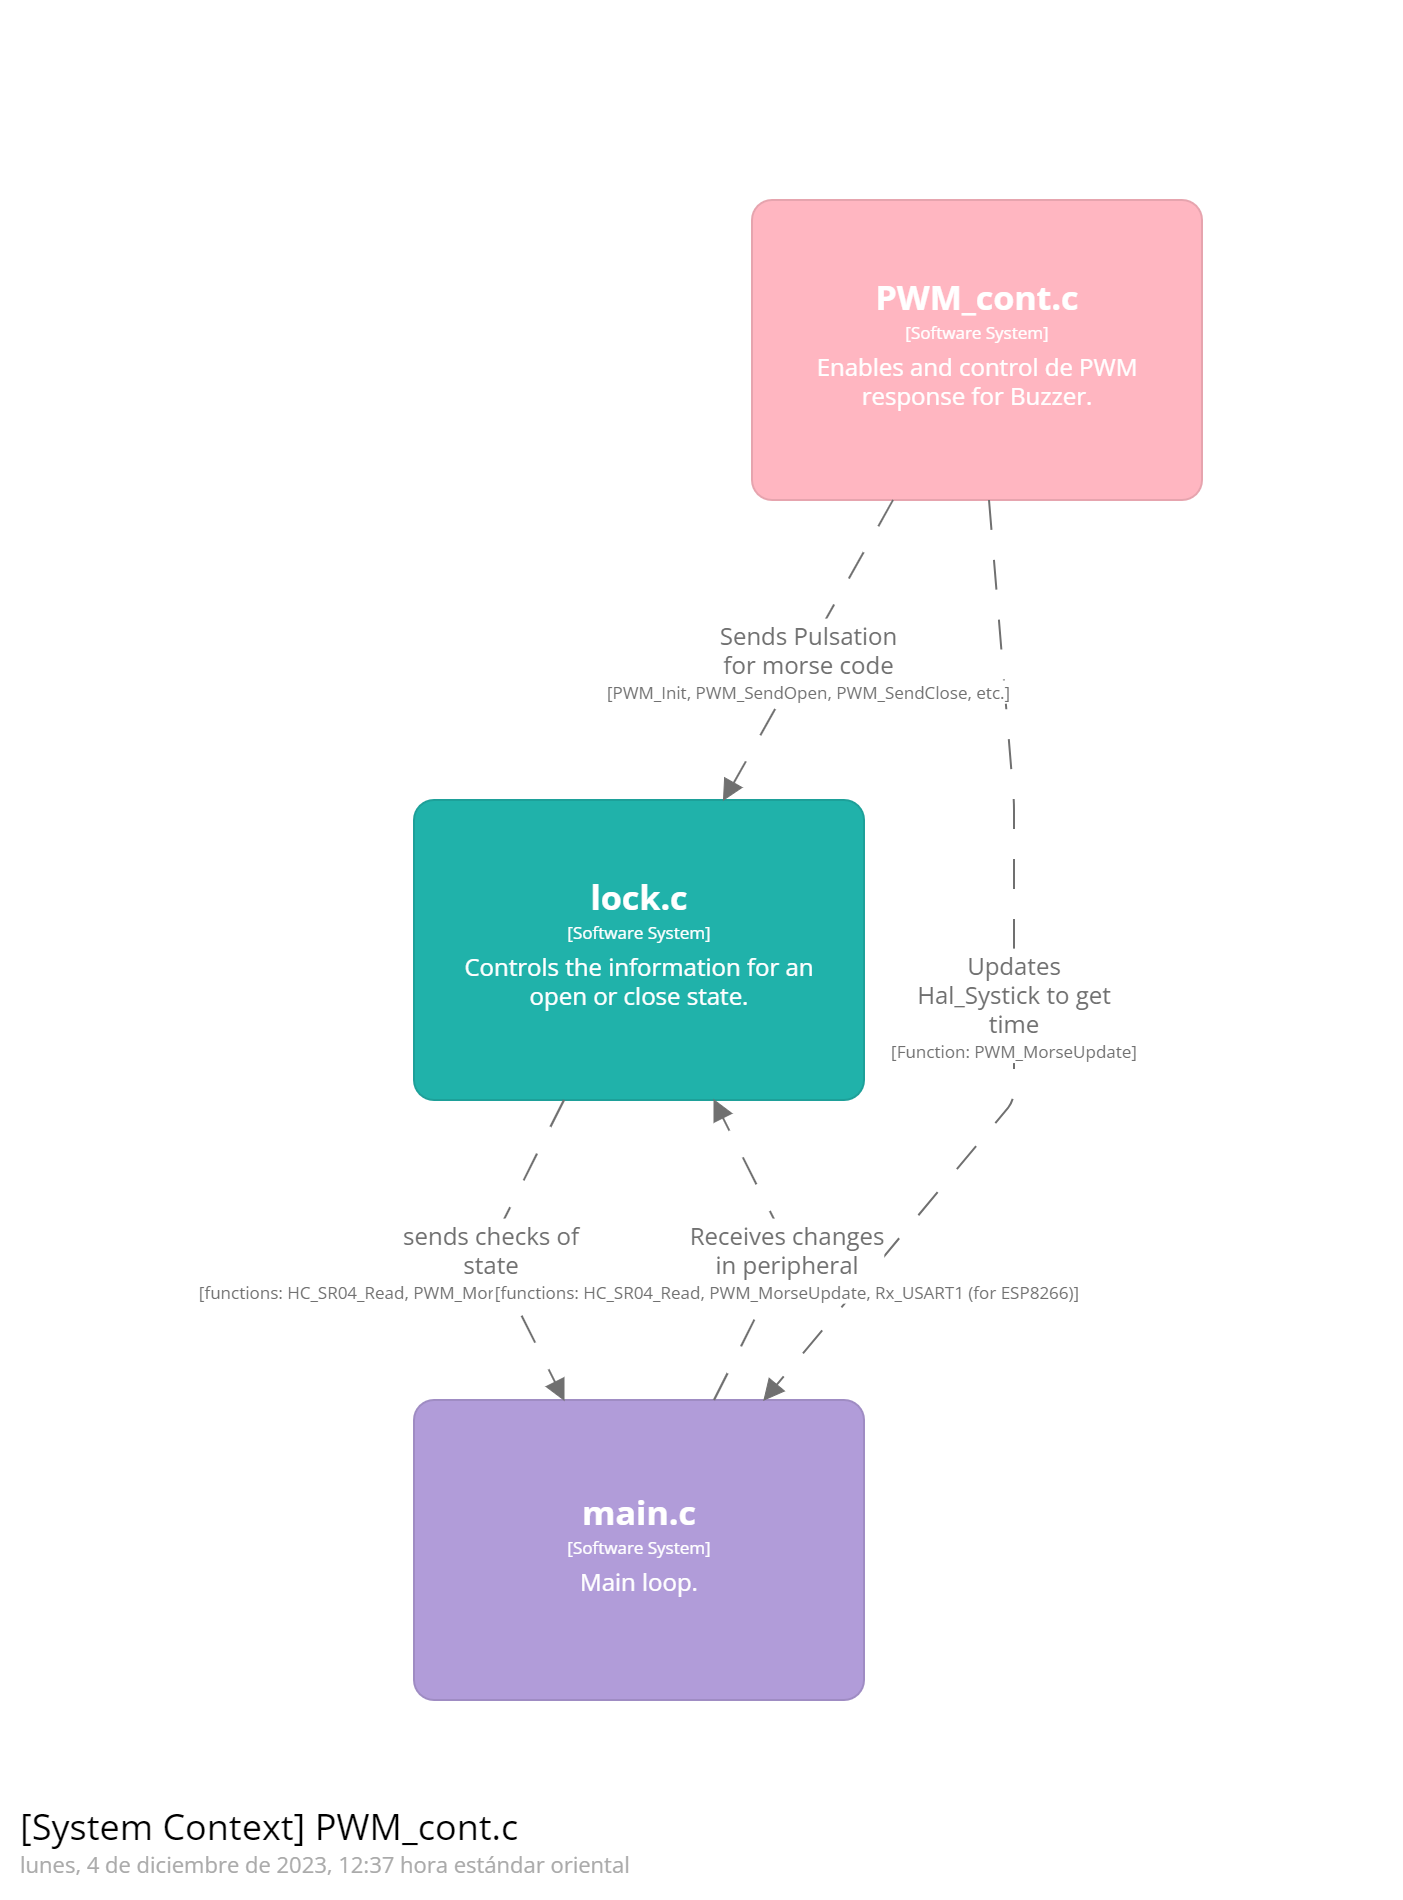 PWM_cont.c
[Software System]
Enables and control de PWM
response for Buzzer.
Sends Pulsation
for morse code
[PWM_Init, PWM_SendOpen, PWM_SendClose, etc.]
lock.c
[Software System]
Controls the information for an
open or close state.
Updates
Hal_Systick to get
time
[Function: PWM_MorseUpdate]
sends checks of
state
[functions: HC_SR04_Read,
Receives changes
in peripheral
[functions: HC_SR04_Read, PWM_MorseUpdate, Rx_USART1 (for ESP8266)]
main.c
[Software System]
Main loop.
[System Context] PWM_cont.c
lunes, 4 de diciembre de 2023, 12:37 hora estándar oriental